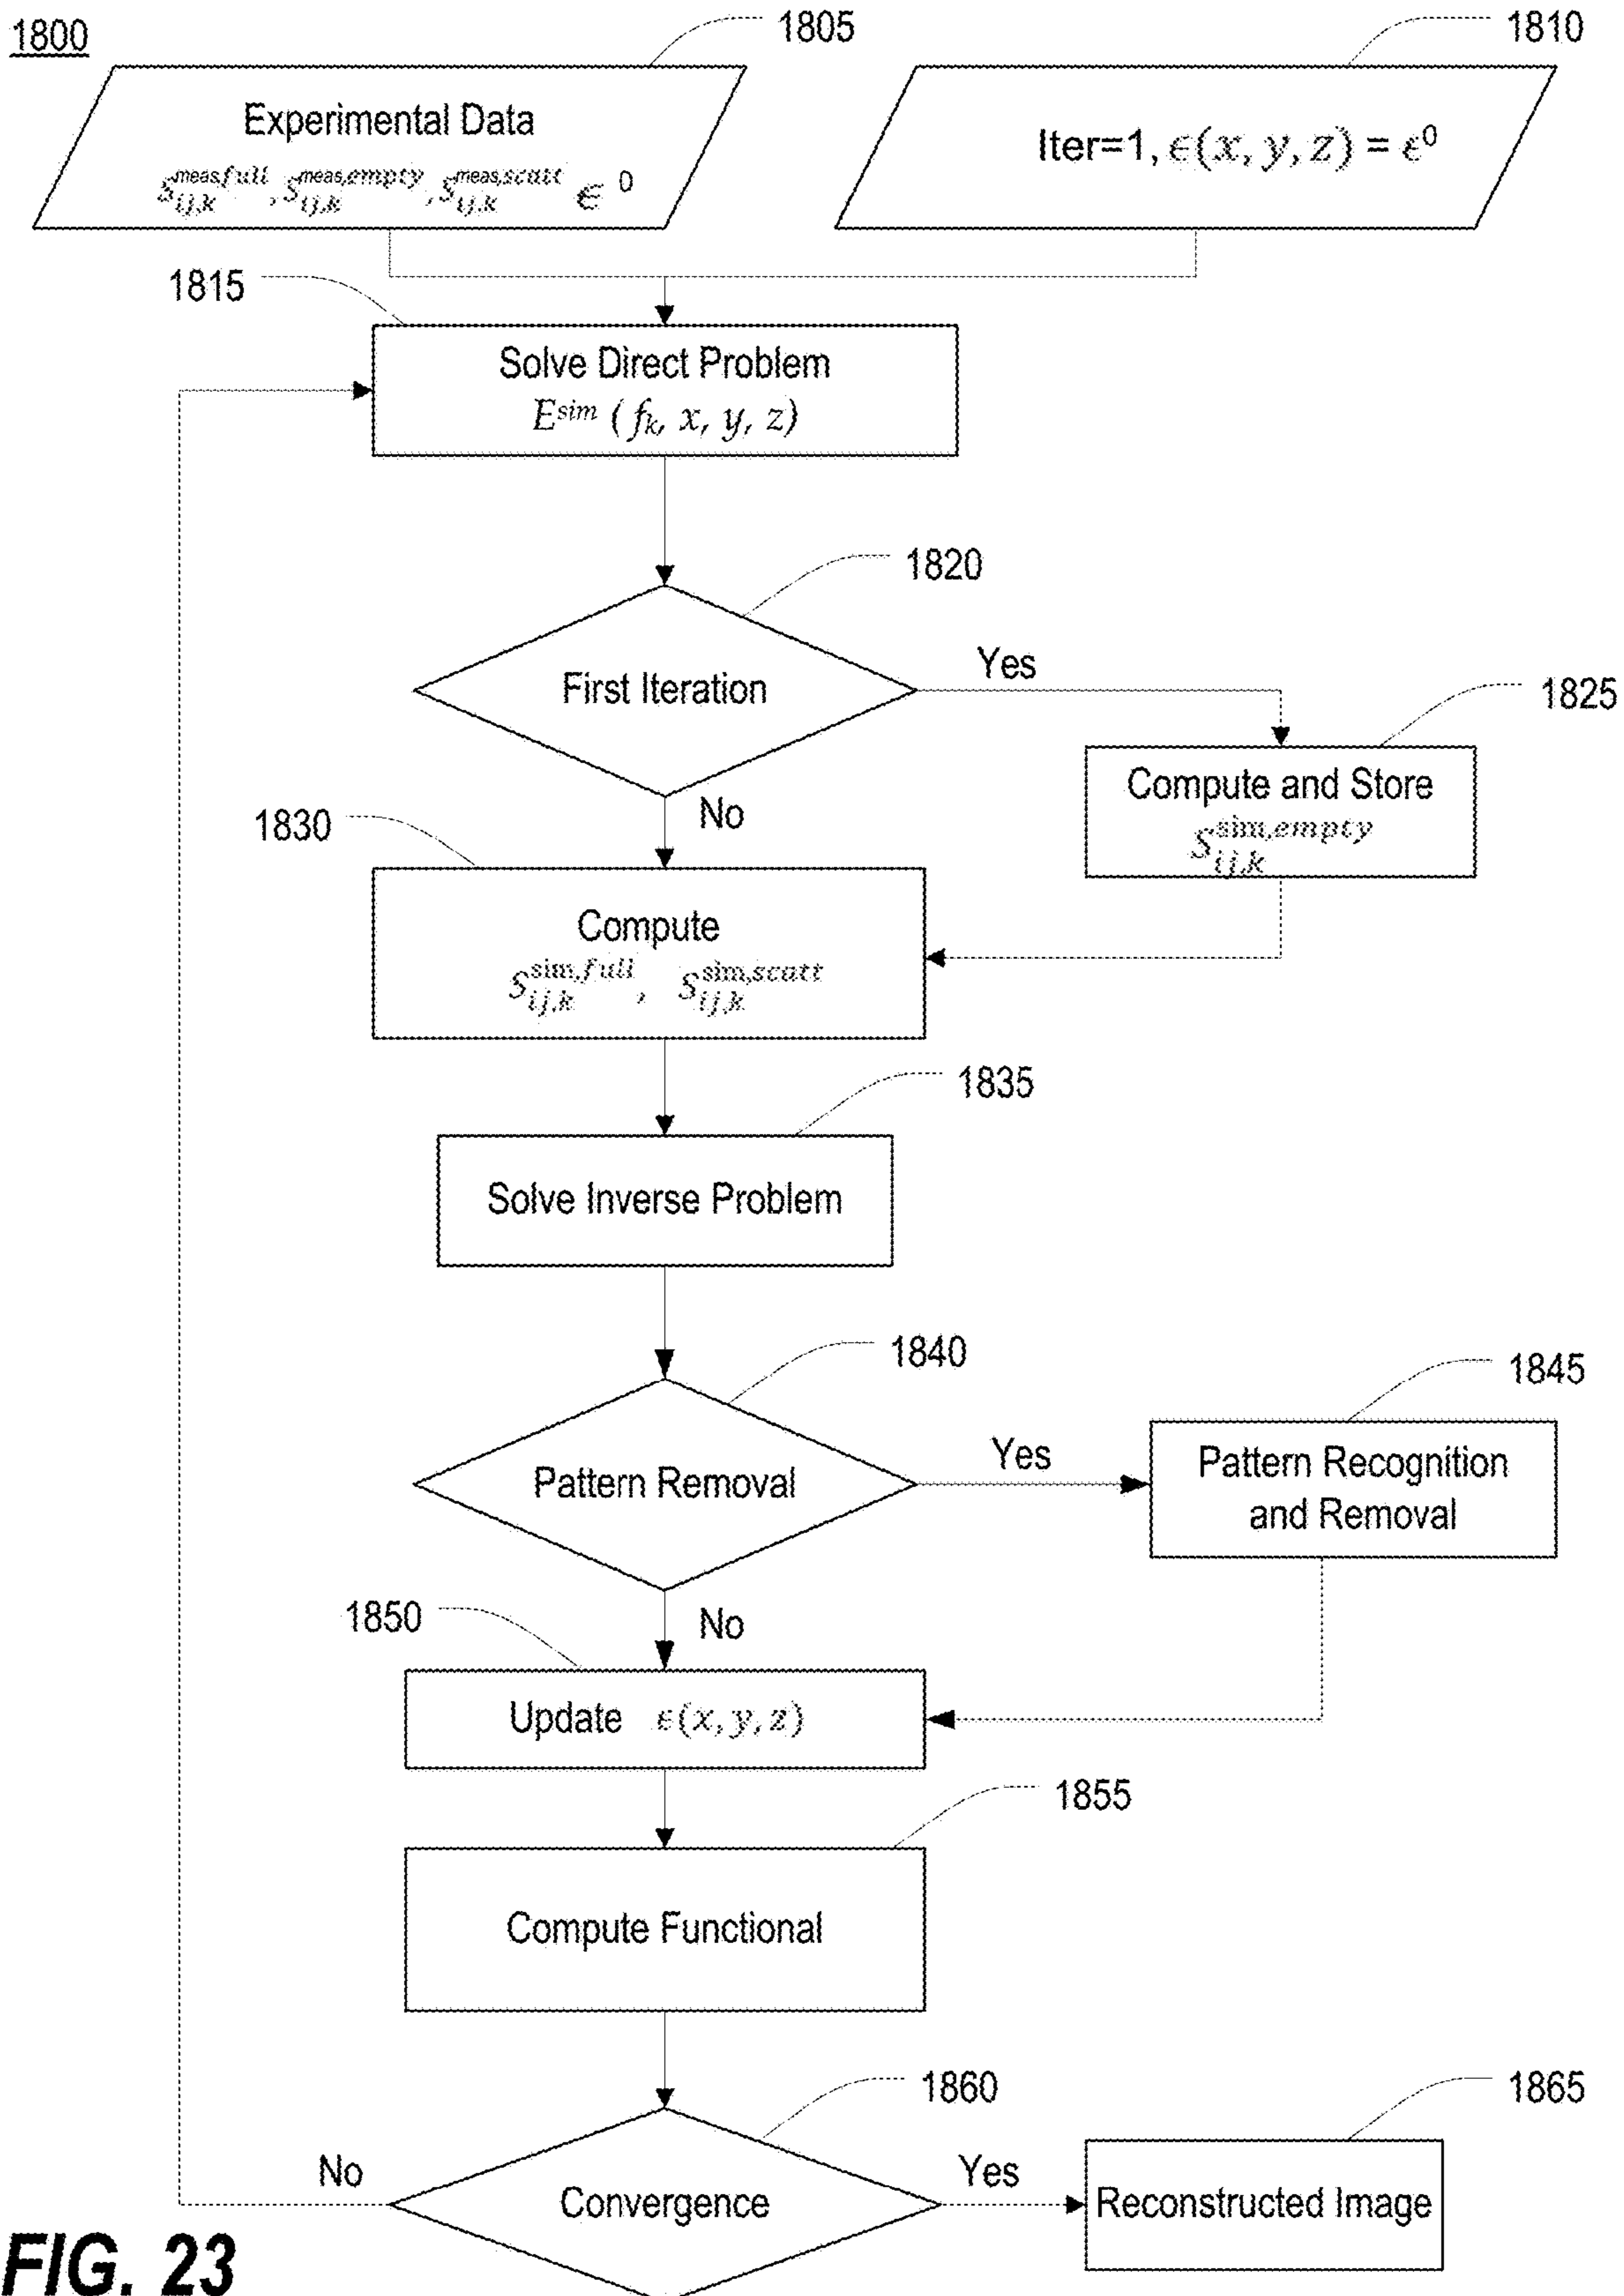 1800
1805
1810
Experimental Data
S_{ij,k}^{meas,full}, S_{ij,k}^{meas,empty}, S_{ij,k}^{meas,scatt} ϵ ^0
Iter=1, ϵ(x, y, z) = ϵ^0
1815
Solve Direct Problem
E^{sim} (f_k, x, y, z)
1820
First Iteration
Yes
1825
Compute and Store
S_{ij,k}^{sim,empty}
No
1830
Compute
S_{ij,k}^{sim,full}, S_{ij,k}^{sim,scatt}
1835
Solve Inverse Problem
1840
1845
Pattern Removal
Yes
Pattern Recognition
and Removal
No
1850
Update ε(x, y, z)
1855
Compute Functional
1860
1865
No
Convergence
Yes
Reconstructed Image
FIG. 23